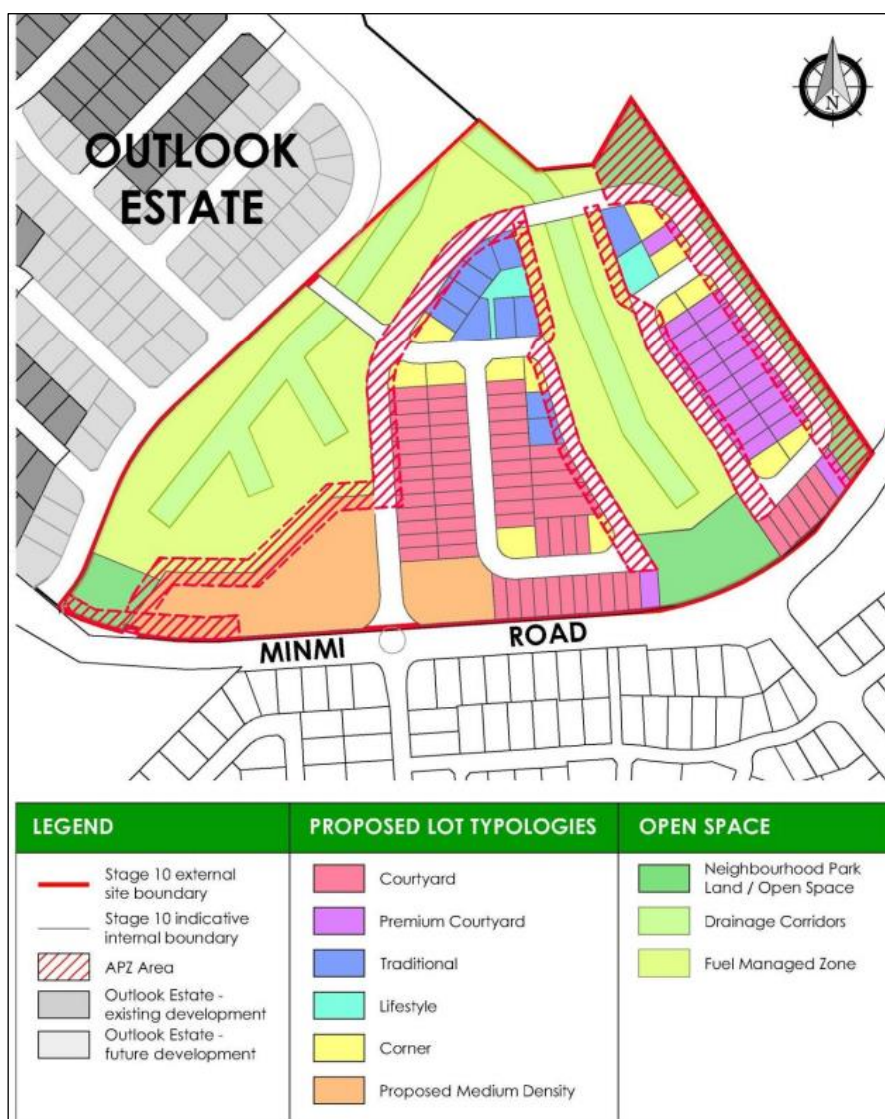 OUTLOOK
ESTATE
N
MINMI ROAD
LEGEND
Stage 10 external
site boundary
Stage 10 indicative
internal boundary
APZ Area
Outlook Estate -
existing development
Outlook Estate -
future development
PROPOSED LOT TYPOLOGIES
Courtyard
Premium Courtyard
Traditional
Lifestyle
Corner
Proposed Medium Density
OPEN SPACE
Neighbourhood Park
Land / Open Space
Drainage Corridors
Fuel Managed Zone